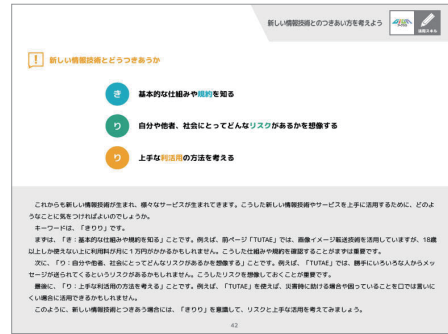 新しい情報技術とのつきあい方を考えよう
活用スキル
! 新しい情報技術とどうつきあうか
き 基本的な仕組みや規約を知る
り 自分や他者、社会にとってどんなリスクがあるかを想像する
り 上手な利活用の方法を考える
これからも新しい情報技術が生まれ、様々なサービスが生まれてきます。こうした新しい情報技術やサービスを上手に活用するために、どのよ
うなことに気をつければよいのでしょうか。
キーワードは、「きりり」です。
まずは、「き:基本的な仕組みや規約を知る」ことです。例えば、前ページ「TUTAE」では、画像イメージ転送技術を活用していますが、18歳
以上しか使えない上に利用料が月に1万円がかかるかもしれません。こうした仕組みや規約を確認することがまずは重要です。
次に、「り:自分や他者、社会にとってどんなリスクがあるかを想像する」ことです。例えば、「TUTAE」では、勝手にいろいろな人からメッ
セージが送られてくるというリスクがあるかもしれません。こうしたリスクを想像しておくことが重要です。
最後に、「り:上手な利活用の方法を考える」ことです。例えば、「TUTAE」を使えば、災害時に助ける場合や困っていることを口では言いに
くい場合に活用できるかもしれません。
このように、新しい情報技術とつきあう場合には、「きりり」を意識して、リスクと上手な活用を考えてみましょう。
42